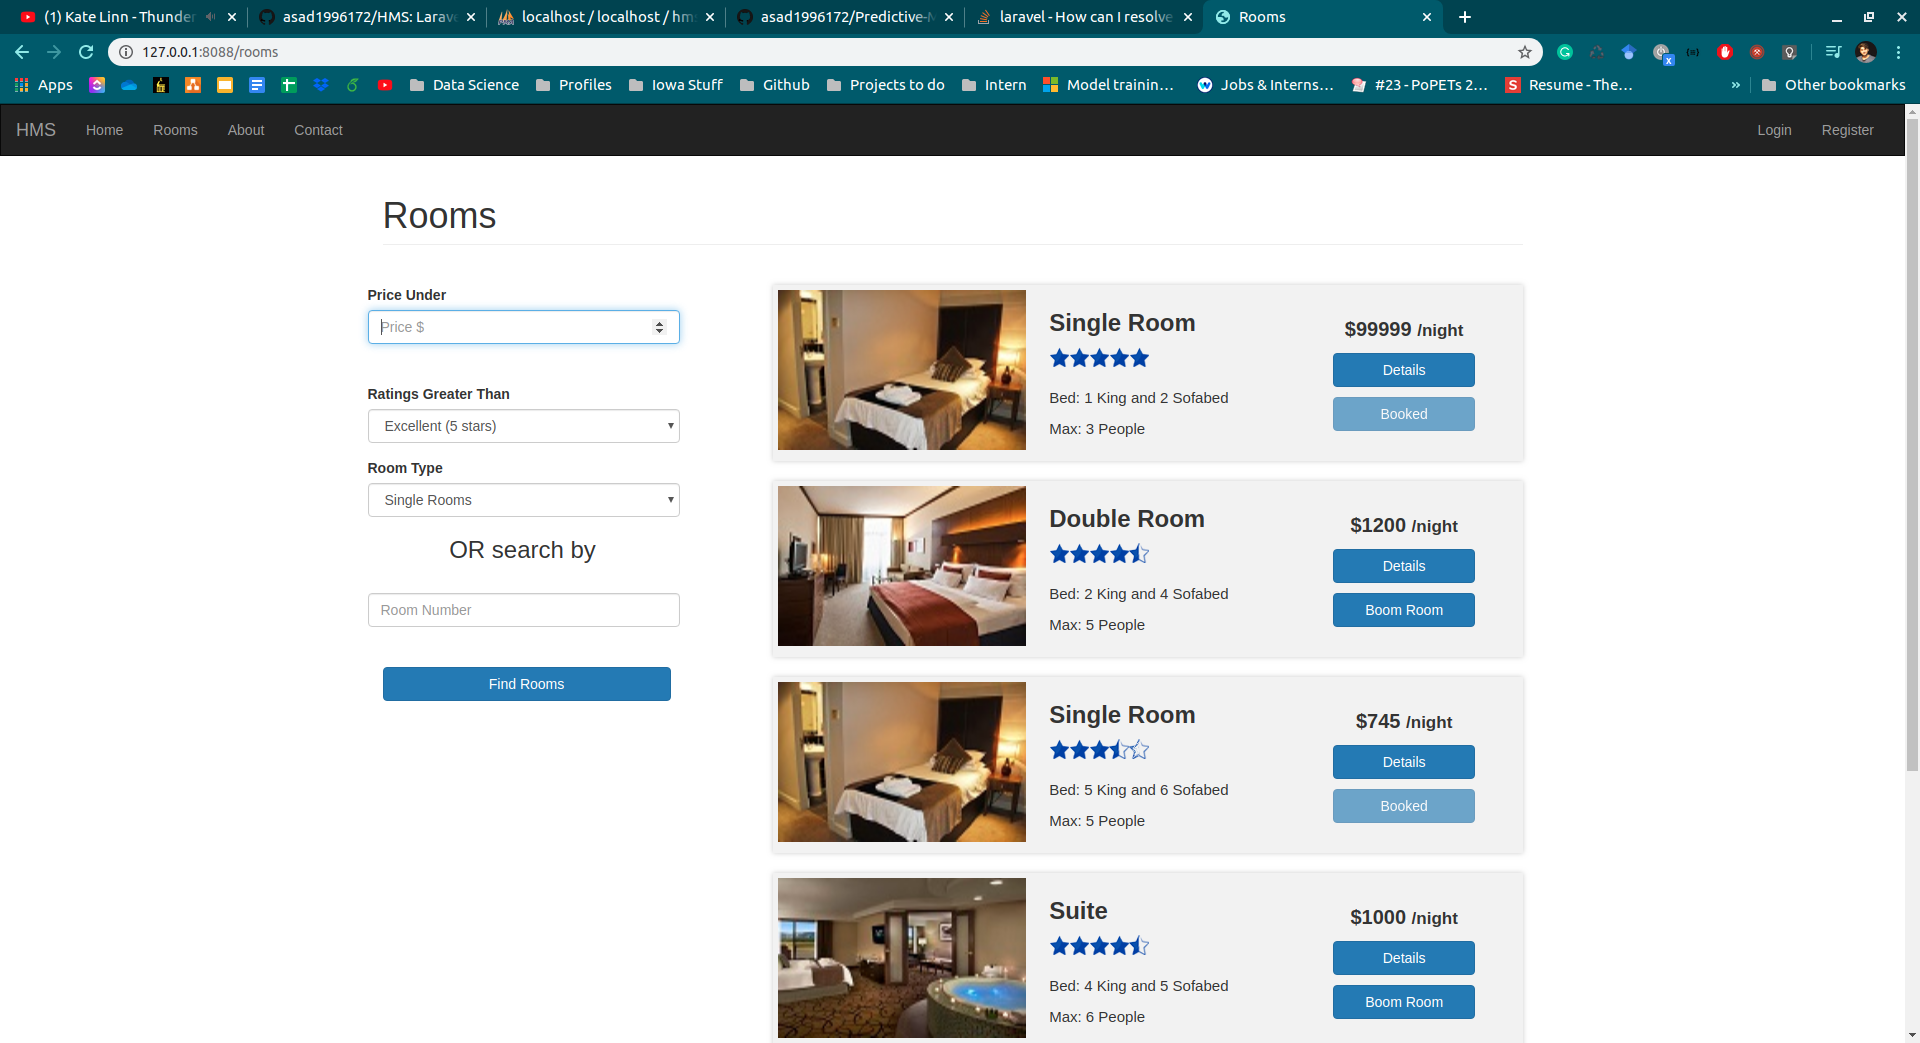 (1) Kate Linn - Thunder
asad1996172/HMS: Larave
localhost / localhost / hm
asad1996172/Predictive-M
laravel - How can I resolve
Rooms
127.0.0.1:8088/rooms
Apps
Data Science
Profiles
Iowa Stuff
Github
Projects to do
Intern
Model trainin...
Jobs & Interns...
#23 - PoPETs 2...
Resume - The...
»
Other bookmarks
HMS
Home
Rooms
About
Contact
Login
Register
Rooms
Price Under
Price $
Ratings Greater Than
Excellent (5 stars)
Room Type
Single Rooms
OR search by
Room Number
Find Rooms
Single Room
Bed: 1 King and 2 Sofabed
Max: 3 People
$99999 /night
Details
Booked
Double Room
Bed: 2 King and 4 Sofabed
Max: 5 People
$1200 /night
Details
Boom Room
Single Room
Bed: 5 King and 6 Sofabed
Max: 5 People
$745 /night
Details
Booked
Suite
Bed: 4 King and 5 Sofabed
Max: 6 People
$1000 /night
Details
Boom Room